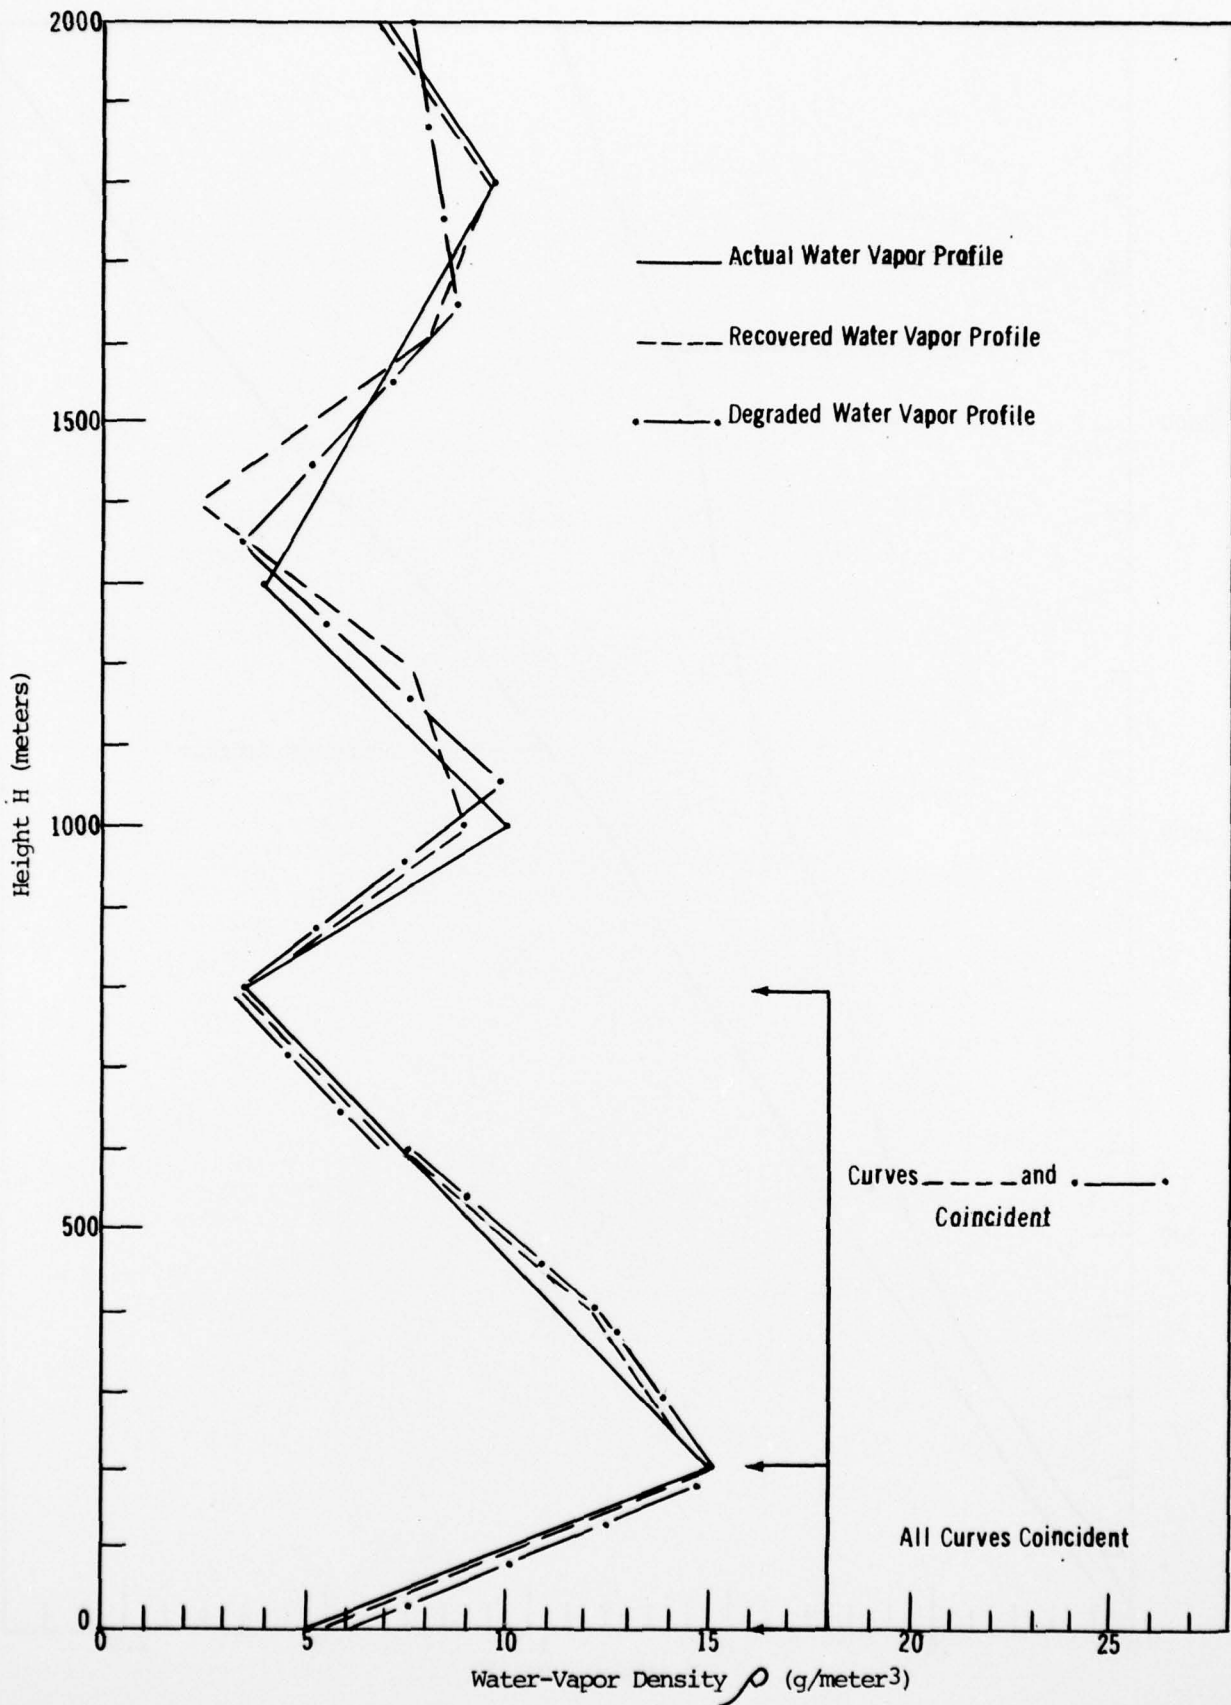 2000
Actual Water Vapor Profile
Recovered Water Vapor Profile
1500
Degraded Water Vapor Profile
Height H (meters)
1000
Curves and
500
Coincident
All Curves Coincident
0
0 5 10 15 20 25
Water-Vapor Density ρ (g/meter3)